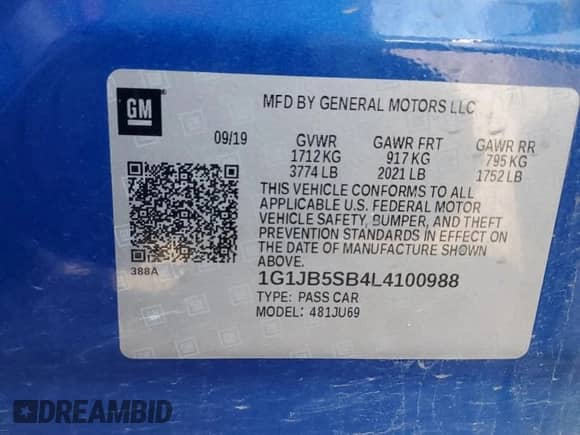 GM
MFD BY GENERAL MOTORS LLC
09/19 GVWR GAWR FRT GAWR RR
1712 KG 917 KG 795 KG
3774 LB 2021 LB 1752 LB
THIS VEHICLE CONFORMS TO ALL
APPLICABLE U.S. FEDERAL MOTOR
VEHICLE SAFETY, BUMPER, AND THEFT
PREVENTION STANDARDS IN EFFECT ON
THE DATE OF MANUFACTURE SHOWN
ABOVE.
388A
1G1JB5SB4L4100988
TYPE: PASS CAR
MODEL: 481JU69
DREAMBID